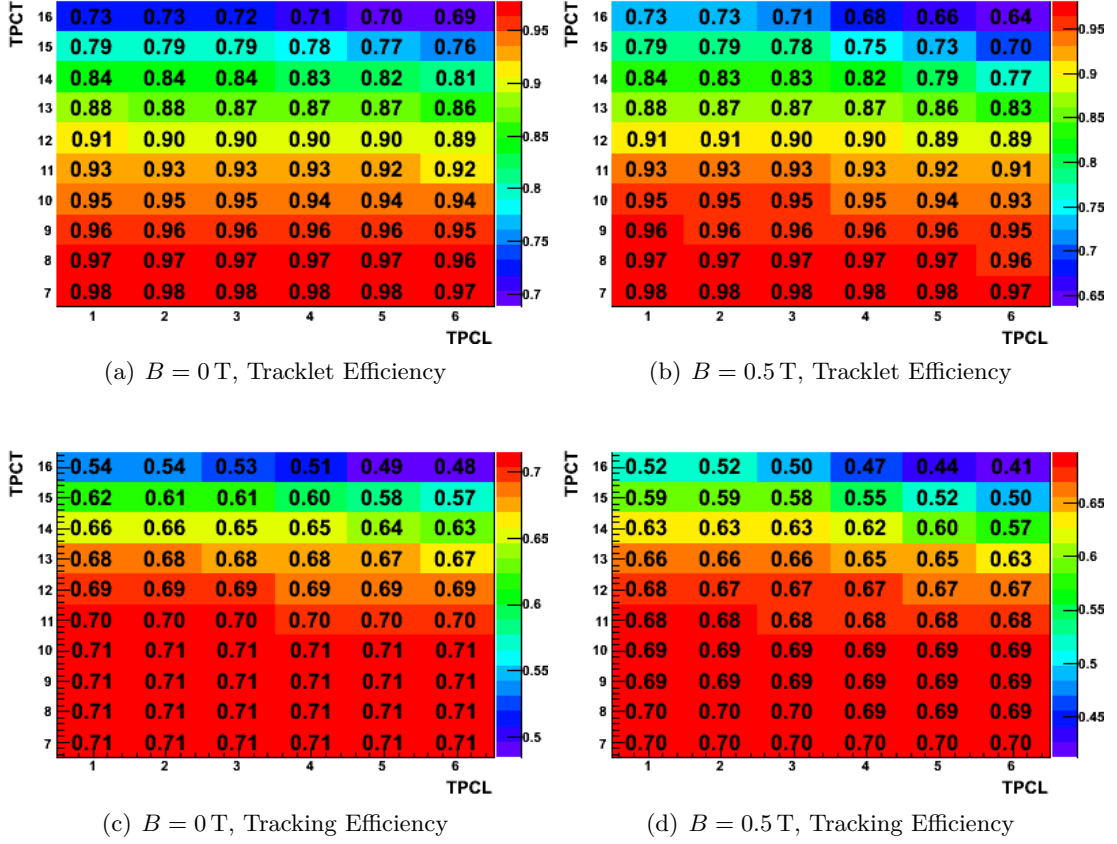 TPCT
16 0.73 0.73 0.72 0.71 0.70 0.69
15 0.79 0.79 0.79 0.78 0.77 0.76
14 0.84 0.84 0.84 0.83 0.82 0.81
13 0.88 0.88 0.87 0.87 0.87 0.86
12 0.91 0.90 0.90 0.90 0.90 0.89
11 0.93 0.93 0.93 0.93 0.92 0.92
10 0.95 0.95 0.95 0.94 0.94 0.94
9 0.96 0.96 0.96 0.96 0.96 0.95
8 0.97 0.97 0.97 0.97 0.97 0.96
7 0.98 0.98 0.98 0.98 0.98 0.97
1 2 3 4 5 6
TPCL
0.95
0.9
0.85
0.8
0.75
0.7
(a) B = 0 T, Tracklet Efficiency
TPCT
16 0.73 0.73 0.71 0.68 0.66 0.64
15 0.79 0.79 0.78 0.75 0.73 0.70
14 0.84 0.83 0.83 0.82 0.79 0.77
13 0.88 0.87 0.87 0.87 0.86 0.83
12 0.91 0.91 0.90 0.90 0.89 0.89
11 0.93 0.93 0.93 0.93 0.92 0.91
10 0.95 0.95 0.95 0.95 0.94 0.93
9 0.96 0.96 0.96 0.96 0.96 0.95
8 0.97 0.97 0.97 0.97 0.97 0.96
7 0.98 0.98 0.98 0.98 0.98 0.97
1 2 3 4 5 6
TPCL
0.95
0.9
0.85
0.8
0.75
0.7
0.65
(b) B = 0.5 T, Tracklet Efficiency
TPCT
16 0.54 0.54 0.53 0.51 0.49 0.48
15 0.62 0.61 0.61 0.60 0.58 0.57
14 0.66 0.66 0.65 0.65 0.64 0.63
13 0.68 0.68 0.68 0.68 0.67 0.67
12 0.69 0.69 0.69 0.69 0.69 0.69
11 0.70 0.70 0.70 0.70 0.70 0.70
10 0.71 0.71 0.71 0.71 0.71 0.71
9 0.71 0.71 0.71 0.71 0.71 0.71
8 0.71 0.71 0.71 0.71 0.71 0.71
7 0.71 0.71 0.71 0.71 0.71 0.71
1 2 3 4 5 6
TPCL
0.7
0.65
0.6
0.55
0.5
(c) B = 0 T, Tracking Efficiency
TPCT
16 0.52 0.52 0.50 0.47 0.44 0.41
15 0.59 0.59 0.58 0.55 0.52 0.50
14 0.63 0.63 0.63 0.62 0.60 0.57
13 0.66 0.66 0.66 0.65 0.65 0.63
12 0.68 0.67 0.67 0.67 0.67 0.67
11 0.68 0.68 0.68 0.68 0.68 0.68
10 0.69 0.69 0.69 0.69 0.69 0.69
9 0.69 0.69 0.69 0.69 0.69 0.69
8 0.70 0.70 0.70 0.69 0.69 0.69
7 0.70 0.70 0.70 0.70 0.70 0.70
1 2 3 4 5 6
TPCL
0.65
0.6
0.55
0.5
0.45
(d) B = 0.5 T, Tracking Efficiency